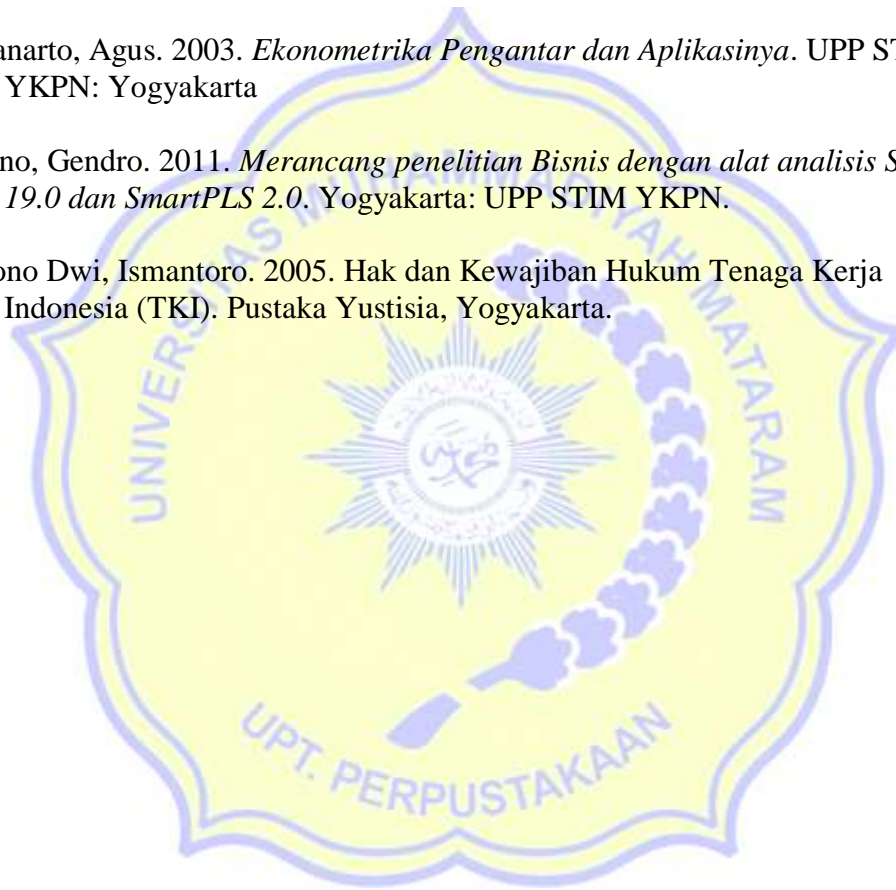 anarto, Agus. 2003. Ekonometrika Pengantar dan Aplikasinya. UPP ST
YKPN: Yogyakarta
no, Gendro. 2011. Merancang penelitian Bisnis dengan alat analisis S
19.0 dan SmartPLS 2.0. Yogyakarta: UPP STIM YKPN.
ono Dwi, Ismantoro. 2005. Hak dan Kewajiban Hukum Tenaga Kerja
Indonesia (TKI). Pustaka Yustisia, Yogyakarta.
UNIVERSITAS MUHAMMADIYAH MATARAM
UPT. PERPUSTAKAAN